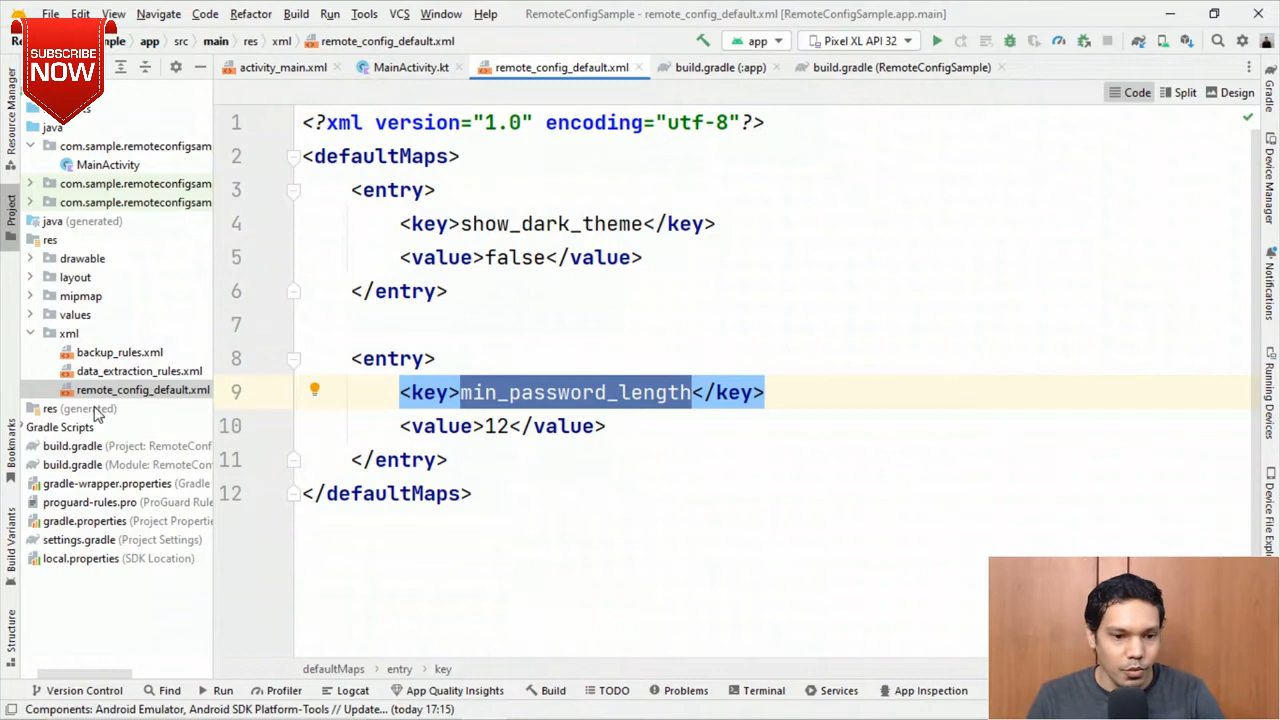 File Edit View Navigate Code Refactor Build Run Tools VCS Window Help RemoteConfigSample - remote_config_default.xml [RemoteConfigSample.app.main]
SUBSCRIBE
NOW
app src main res xml remote_config_default.xml app Pixel XL API 32
activity_main.xml MainActivity.kt remote_config_default.xml build.gradle (:app) build.gradle (RemoteConfigSample)
Code Split Design
Resource Manager
Project
Bookmarks
Build Variants
Structure
java
com.sample.remoteconfigsam
MainActivity
com.sample.remoteconfigsam
com.sample.remoteconfigsam
java (generated)
res
drawable
layout
mipmap
values
xml
backup_rules.xml
data_extraction_rules.xml
remote_config_default.xml
res (generated)
Gradle Scripts
build.gradle (Project: RemoteConf
build.gradle (Module: RemoteCon
gradle-wrapper.properties (Gradle
proguard-rules.pro (ProGuard Rule
gradle.properties (Project Properti
settings.gradle (Project Settings)
local.properties (SDK Location)
1 <?xml version="1.0" encoding="utf-8"?>
2 <defaultMaps>
3 <entry>
4 <key>show_dark_theme</key>
5 <value>false</value>
6 </entry>
7
8 <entry>
9 <key>min_password_length</key>
10 <value>12</value>
11 </entry>
12 </defaultMaps>
Gradle
Device Manager
Notifications
Running Devices
Device File Explo
defaultMaps entry key
Version Control Find Run Profiler Logcat App Quality Insights Build TODO Problems Terminal Services App Inspection
Components: Android Emulator, Android SDK Platform-Tools // Update... (today 17:15)